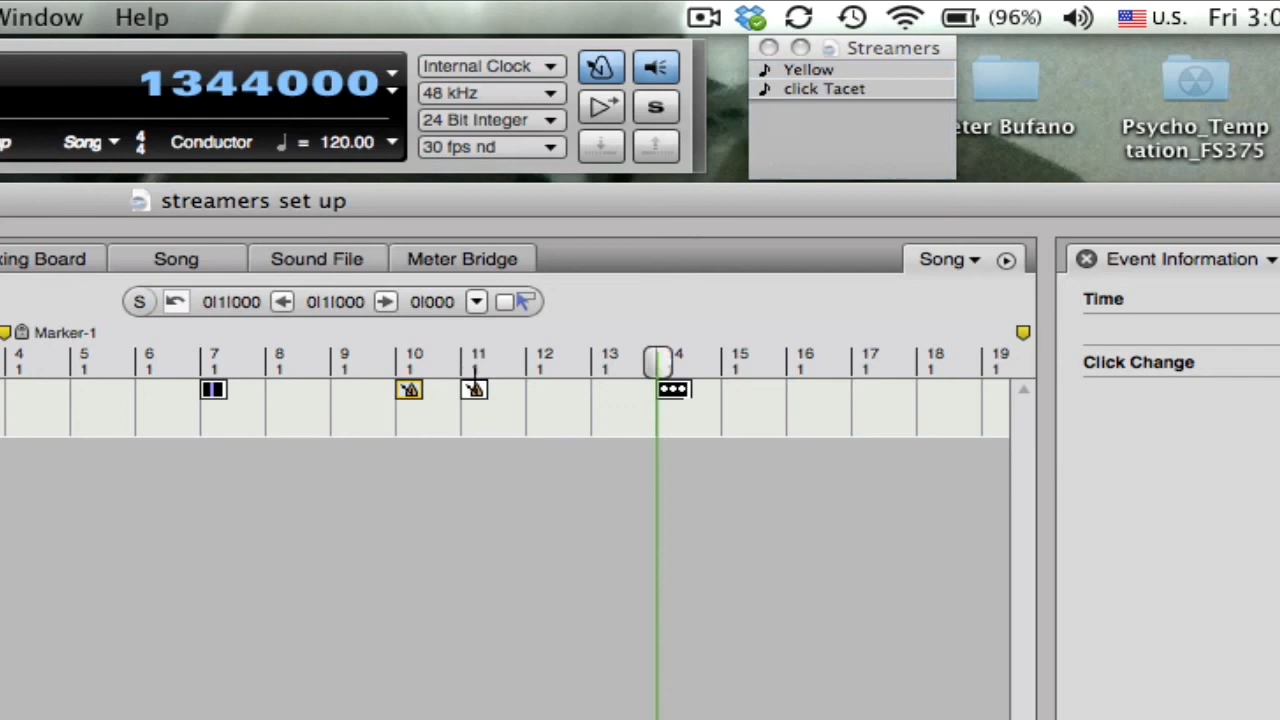 Window Help (96%) U.S. Fri 3:0
Streamers
Yellow
click Tacet
1344000
Song 4 4 Conductor = 120.00
Internal Clock
48 kHz
24 Bit Integer
30 fps nd
S
eter Bufano
Psycho_Temp
tation_FS375
streamers set up
xing Board Song Sound File Meter Bridge Song
Event Information
S 0|1|000 0|1|000 0|000
Time
Marker-1
4 5 6 7 8 9 10 11 12 13 4 15 16 17 18 19
1 1 1 1 1 1 1 1 1 1 1 1 1 1 1
Click Change